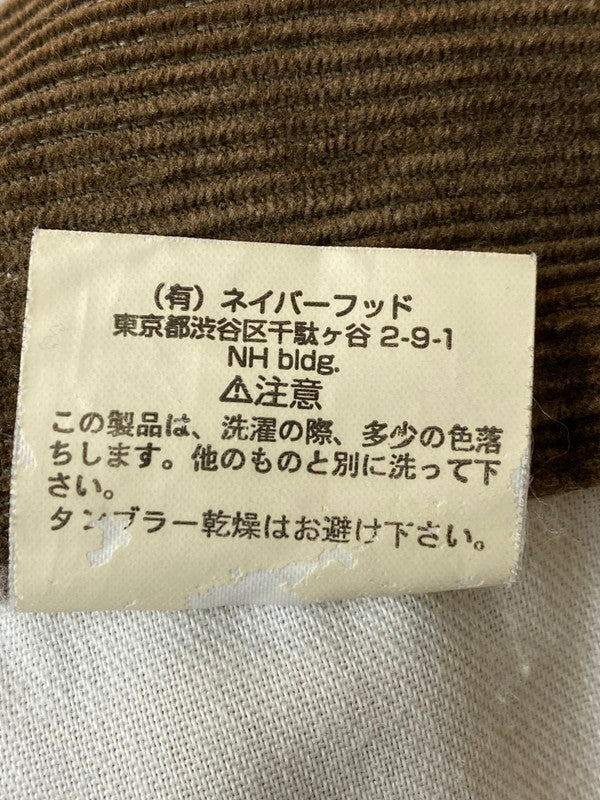 （有）ネイバーフッド
東京都渋谷区千駄ヶ谷 2-9-1
NH bldg.
⚠注意
この製品は、洗濯の際、多少の色落
ちします。他のものと別に洗って下
さい。
タンブラー乾燥はお避け下さい。